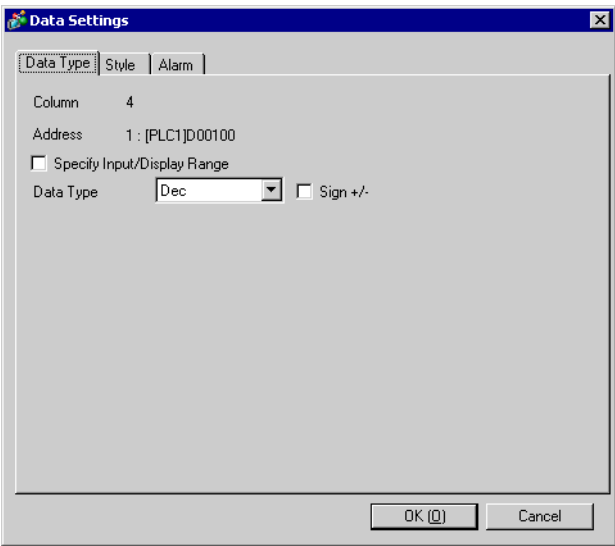 Data Settings
Data Type Style Alarm
Column 4
Address 1 : [PLC1]D00100
Specify Input/Display Range
Data Type Dec Sign +/-
OK (O) Cancel